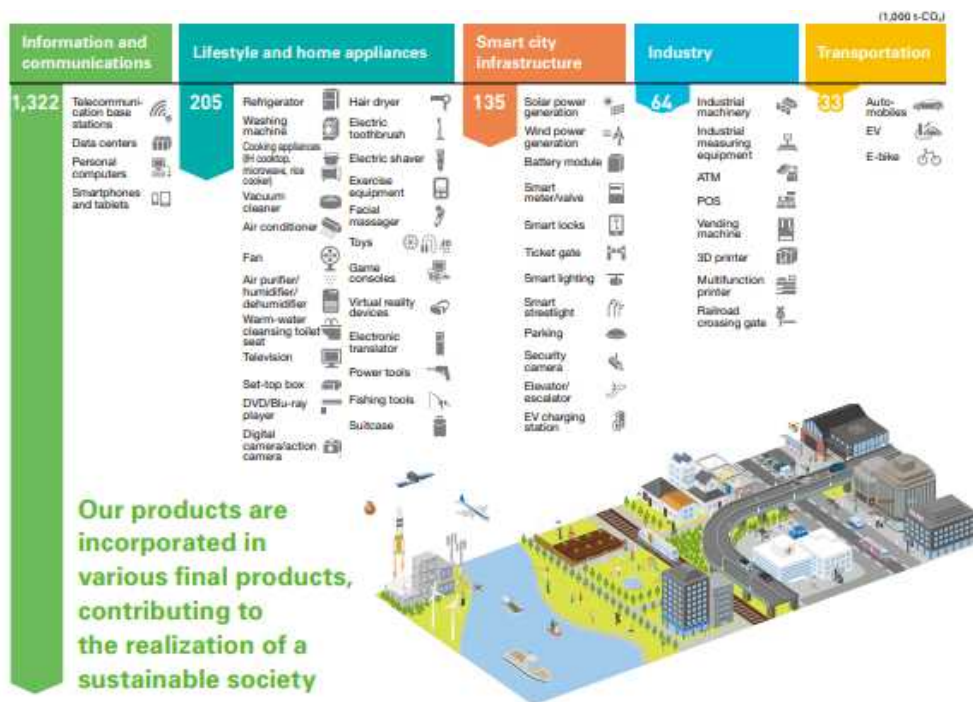 (1,000 t-CO₂)
Information and
communications
Lifestyle and home appliances
Smart city
infrastructure
Industry
Transportation
1,322
Telecommuni-
cation base
stations
Data centers
Personal
computers
Smartphones
and tablets
205
Refrigerator
Washing
machine
Cooking appliances
(IH cooktop,
microwave, rice
cooker)
Vacuum
cleaner
Air conditioner
Fan
Air purifier/
humidifier/
dehumidifier
Warm-water
cleansing toilet
seat
Television
Set-top box
DVD/Blu-ray
player
Digital
camera/action
camera
Hair dryer
Electric
toothbrush
Electric shaver
Exercise
equipment
Facial
massager
Toys
Game
consoles
Virtual reality
devices
Electronic
translator
Power tools
Fishing tools
Suitcase
135
Solar power
generation
Wind power
generation
Battery module
Smart
meter/valve
Smart locks
Ticket gate
Smart lighting
Smart
streetlight
Parking
Security
camera
Elevator/
escalator
EV charging
station
64
Industrial
machinery
Industrial
measuring
equipment
ATM
POS
Vending
machine
3D printer
Multifunction
printer
Railroad
crossing gate
33
Auto-
mobiles
EV
E-bike
Our products are
incorporated in
various final products,
contributing to
the realization of a
sustainable society